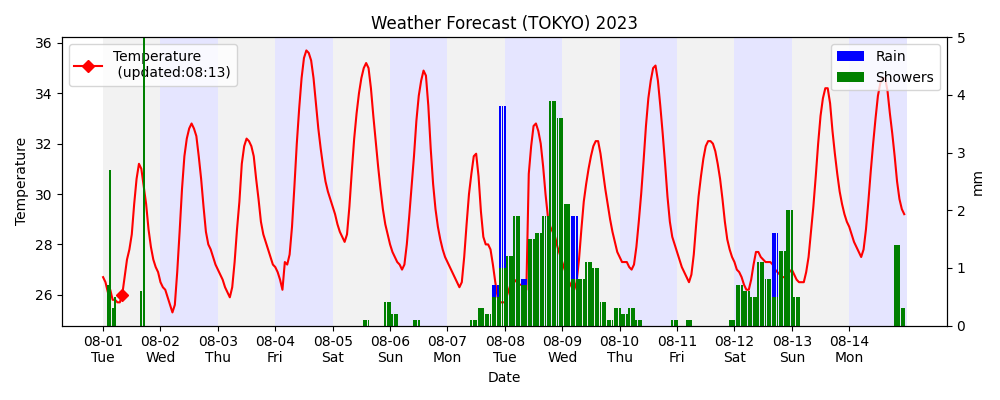 Weather Forecast (TOKYO) 2023
Temperature
(updated:08:13)
Rain
Showers
36
34
32
30
28
26
Temperature
5
4
3
2
1
0
mm
08-01 08-02 08-03 08-04 08-05 08-06 08-07 08-08 08-09 08-10 08-11 08-12 08-13 08-14
Tue Wed Thu Fri Sat Sun Mon Tue Wed Thu Fri Sat Sun Mon
Date